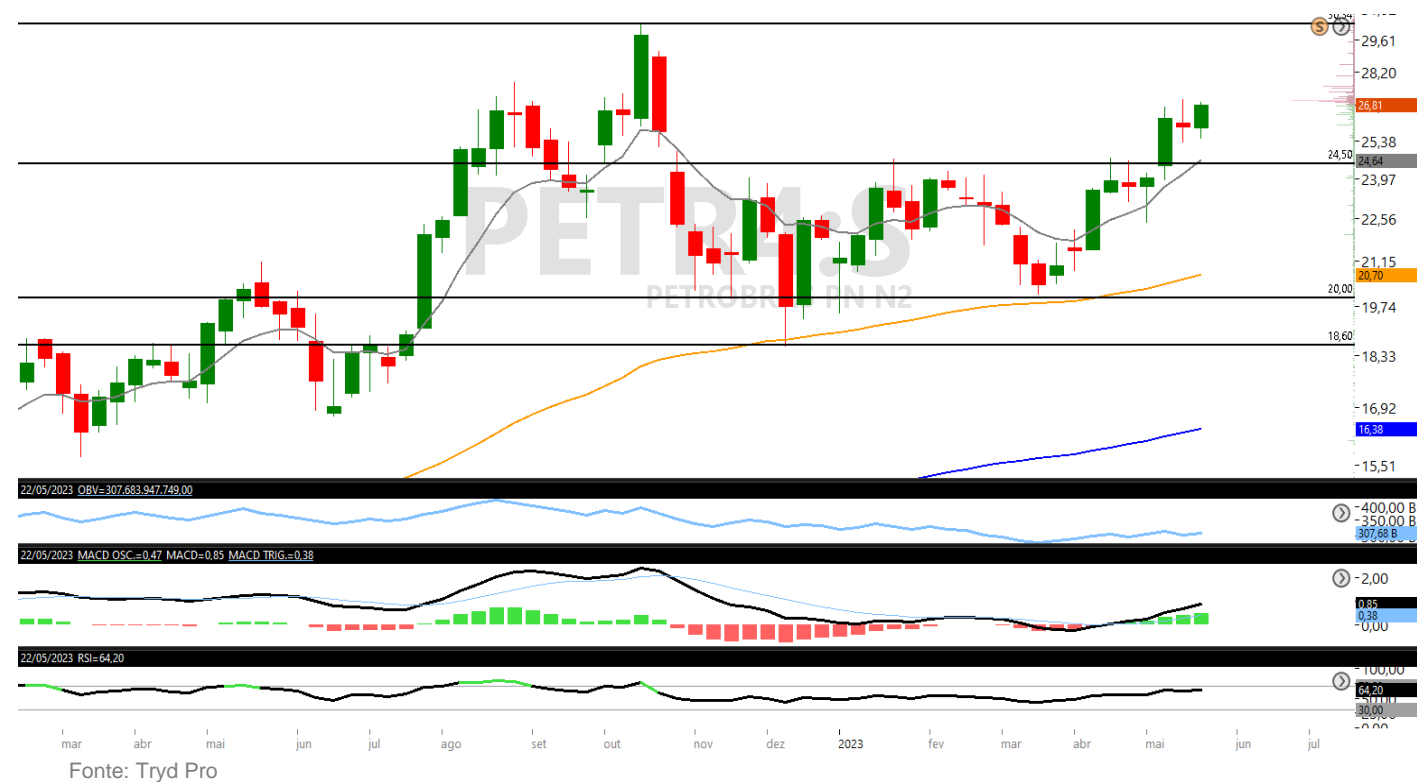 30,34
29,61
28,20
26,81
25,38
24,50
24,64
23,97
22,56
21,15
20,70
20,00
19,74
18,60
18,33
16,92
16,38
15,51
PETR4:S
PETROBRAS PN N2
S
22/05/2023 OBV=307.683.947.749,00
400,00 B
350,00 B
307,68 B
22/05/2023 MACD OSC.=0,47 MACD=0,85 MACD TRIG.=0,38
2,00
0,85
0,38
0,00
22/05/2023 RSI=64,20
100,00
64,20
30,00
mar abr mai jun jul ago set out nov dez 2023 fev mar abr mai jun jul
Fonte: Tryd Pro